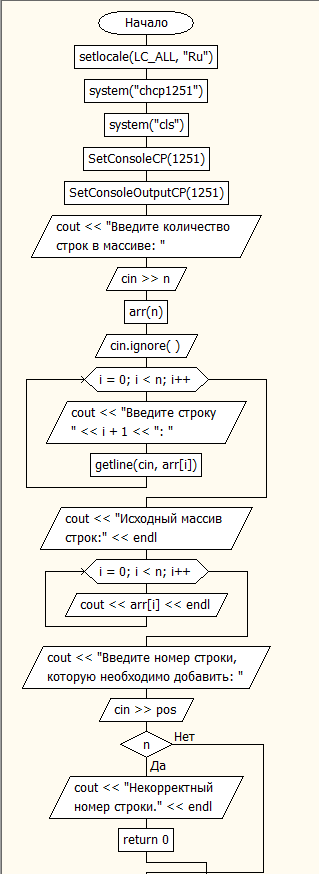 Начало
setlocale(LC_ALL, "Ru")
system("chcp1251")
system("cls")
SetConsoleCP(1251)
SetConsoleOutputCP(1251)
cout << "Введите количество
строк в массиве: "
cin >> n
arr(n)
cin.ignore( )
i = 0; i < n; i++
cout << "Введите строку
" << i + 1 << ": "
getline(cin, arr[i])
cout << "Исходный массив
строк:" << endl
i = 0; i < n; i++
cout << arr[i] << endl
cout << "Введите номер строки,
которую необходимо добавить: "
cin >> pos
n
Нет
Да
cout << "Некорректный
номер строки." << endl
return 0